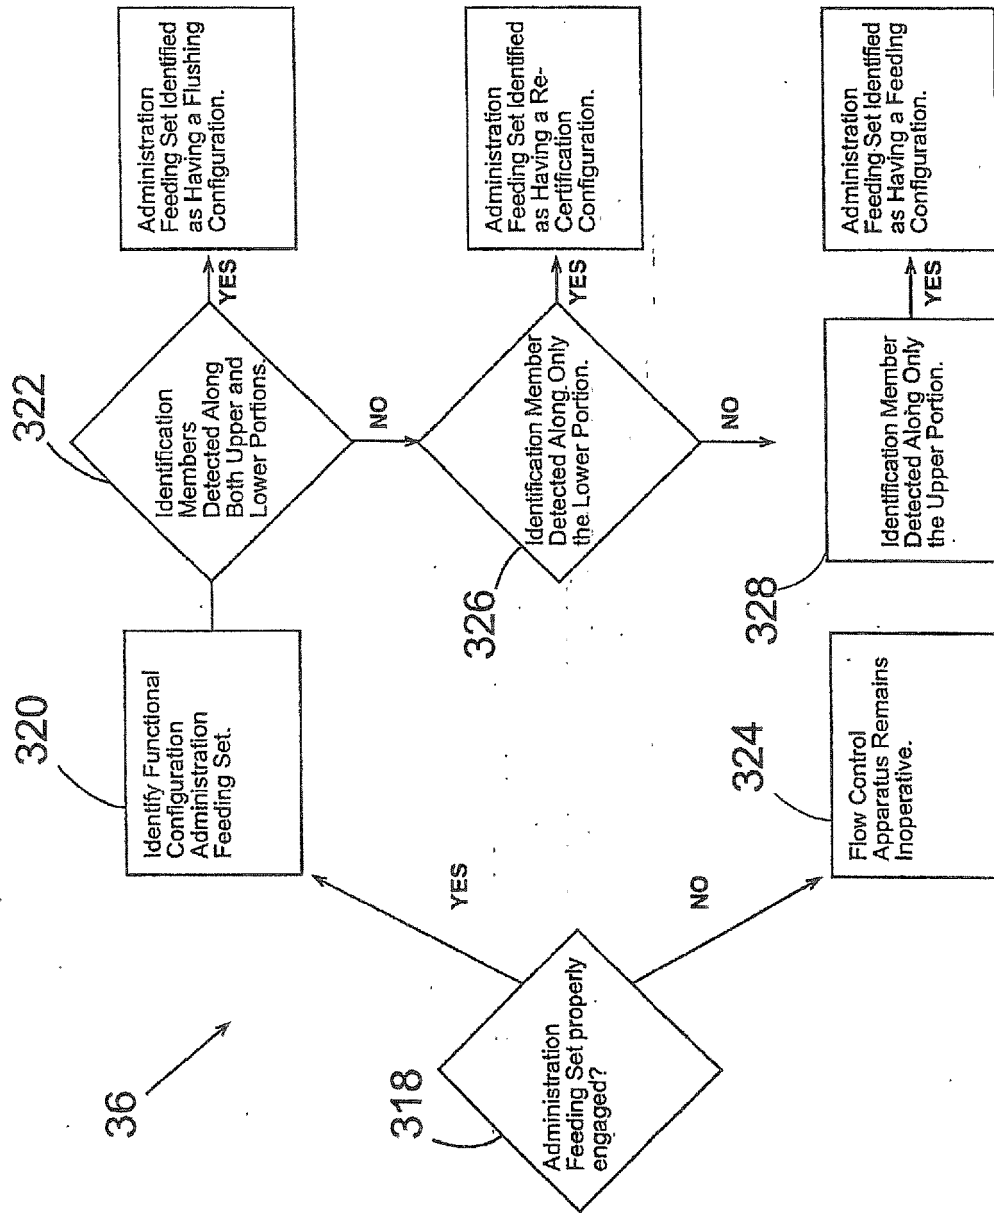 36
318
Administration
Feeding Set properly
engaged?
YES
NO
320
Identify Functional
Configuration
Administration
Feeding Set.
324
Flow Control
Apparatus Remains
Inoperative.
322
Identification
Members
Detected Along
Both Upper and
Lower Portions.
YES
NO
Administration
Feeding Set Identified
as Having a Flushing
Configuration.
326
Identification Member
Detected Along Only
the Lower Portion.
YES
NO
Administration
Feeding Set Identified
as Having a Re-
Certification
Configuration.
328
Identification Member
Detected Along Only
the Upper Portion.
YES
Administration
Feeding Set Identified
as Having a Feeding
Configuration.